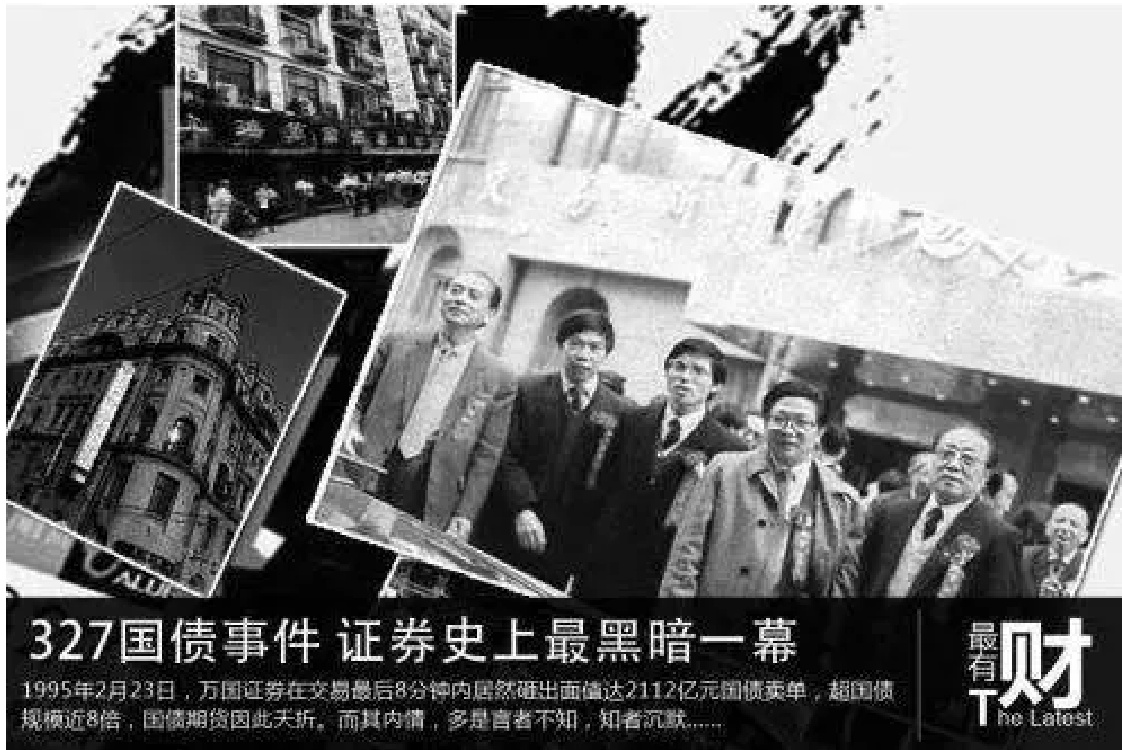 327国债事件 证券史上最黑暗一幕
1995年2月23日，万国证券在交易最后8分钟内居然砸出面值达2112亿元国债卖单，超国债
规模近8倍，国债期货因此夭折。而其内情，多是言者不知，知者沉默......
最有财
The Latest